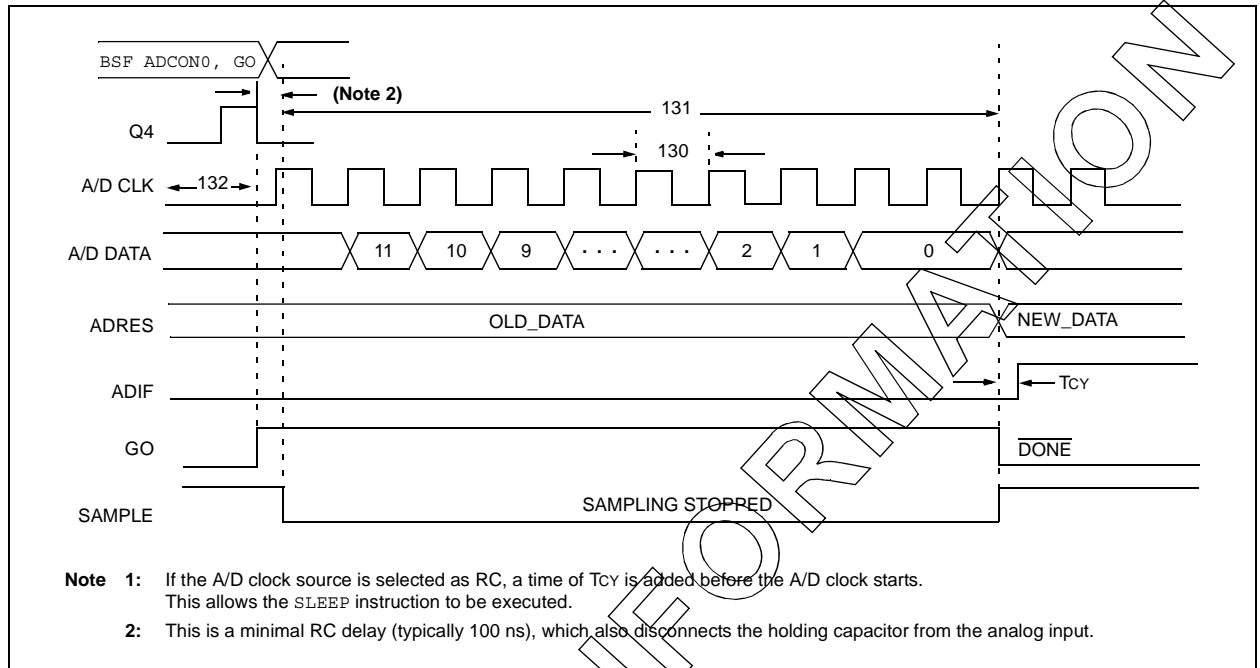 BSF ADCON0, GO
(Note 2)
131
Q4
130
A/D CLK
132
A/D DATA
11 10 9 . . . . . . 2 1 0
ADRES
OLD_DATA
NEW_DATA
ADIF
TCY
GO
DONE
SAMPLE
SAMPLING STOPPED
Note 1: If the A/D clock source is selected as RC, a time of TCY is added before the A/D clock starts.
This allows the SLEEP instruction to be executed.
2: This is a minimal RC delay (typically 100 ns), which also disconnects the holding capacitor from the analog input.
FORMATION